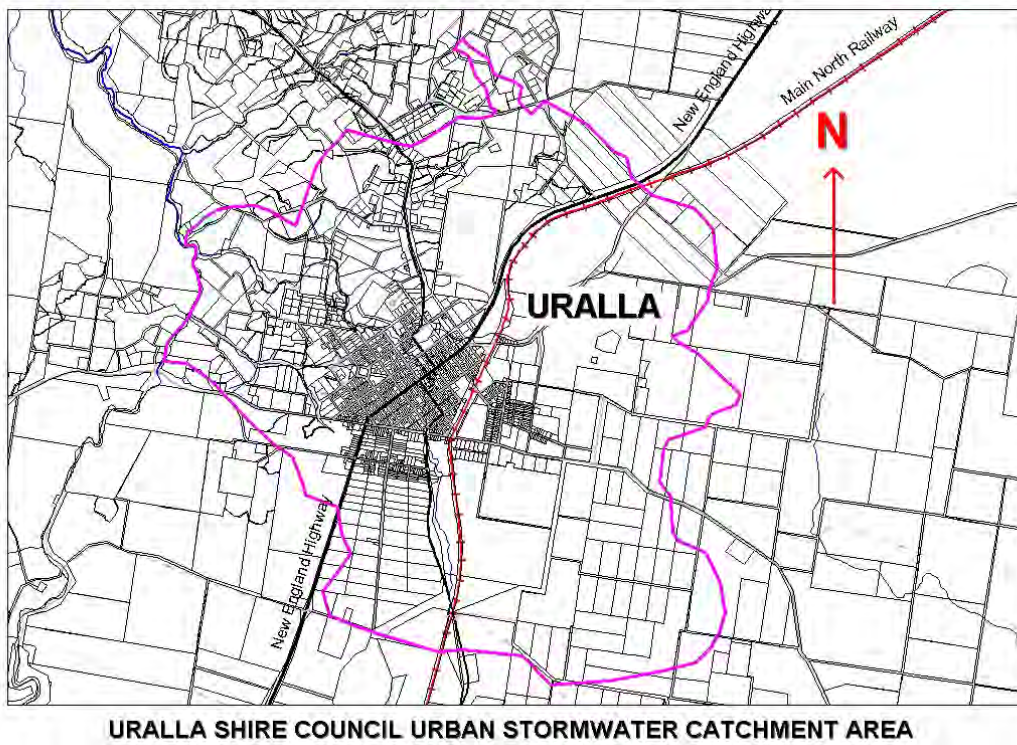 New England Highway
Main North Railway
N
URALLA
New England Highway
URALLA SHIRE COUNCIL URBAN STORMWATER CATCHMENT AREA